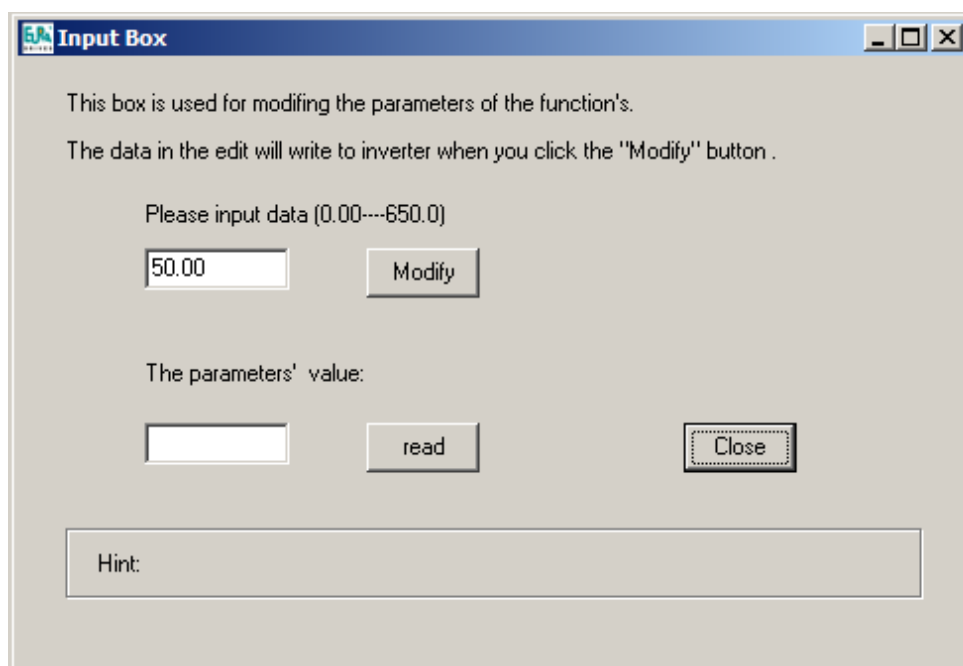 EURA
DRIVES
Input Box
This box is used for modifing the parameters of the function's.
The data in the edit will write to inverter when you click the "Modify" button .
Please input data (0.00----650.0)
50.00
Modify
The parameters' value:
read
Close
Hint: